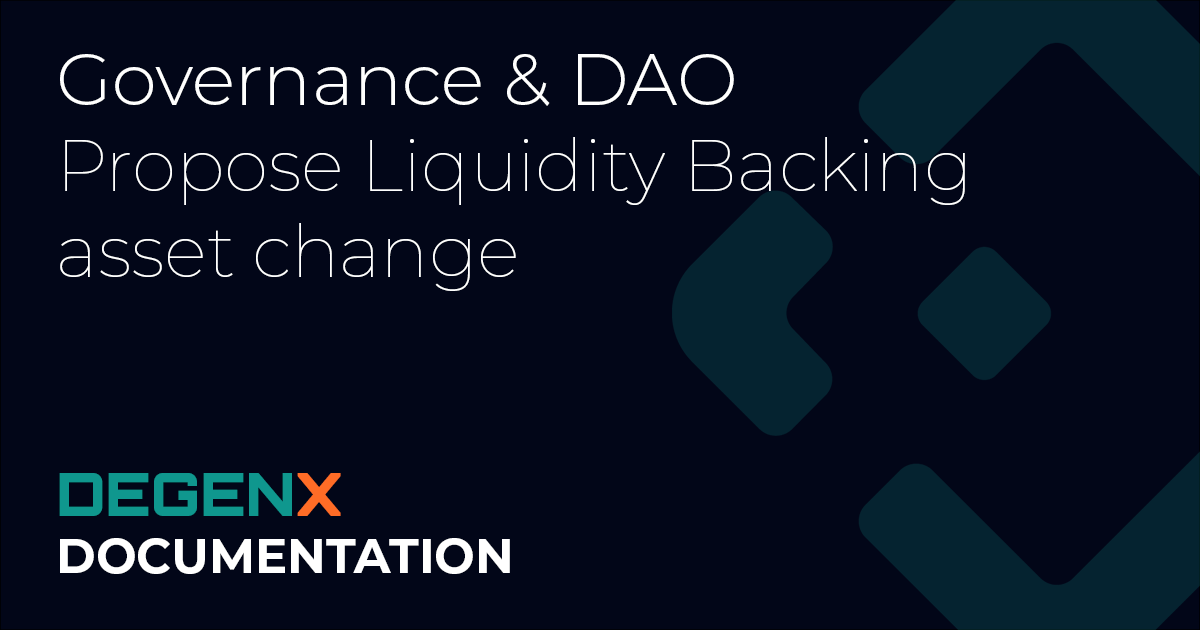 Governance & DAO
Propose Liquidity Backing
asset change
DEGENX
DOCUMENTATION